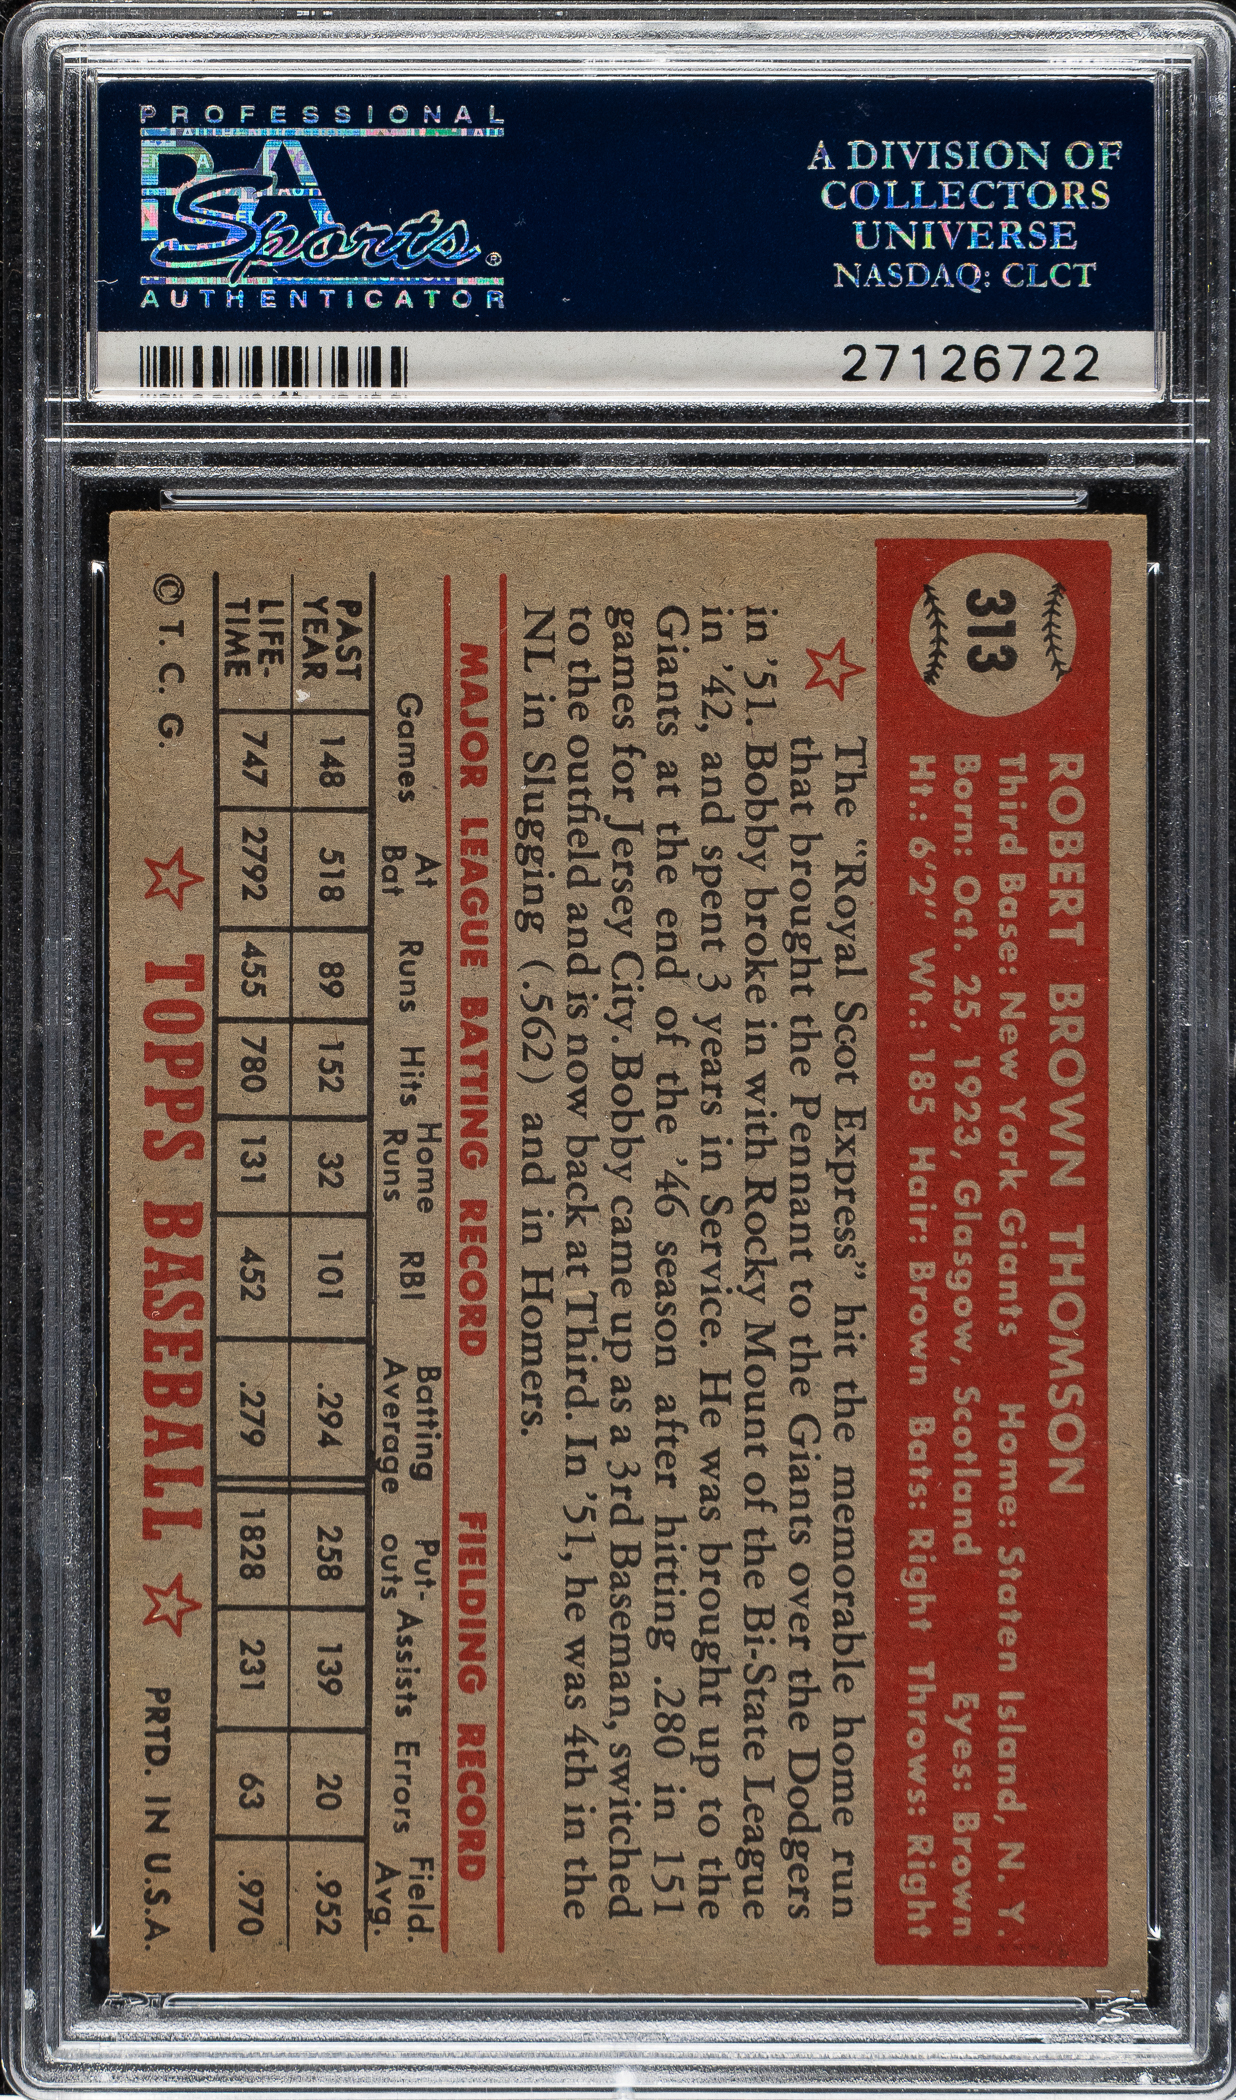 PROFESSIONAL
PSA
Sports®
AUTHENTICATOR
A DIVISION OF
COLLECTORS
UNIVERSE
NASDAQ: CLCT
27126722
313
ROBERT BROWN THOMSON
Third Base: New York Giants Home: Staten Island, N. Y.
Born: Oct. 25, 1923, Glasgow, Scotland Eyes: Brown
Ht.: 6'2" Wt.: 185 Hair: Brown Bats: Right Throws: Right
The “Royal Scot Express” hit the memorable home run
that brought the Pennant to the Giants over the Dodgers
in ’51. Bobby broke in with Rocky Mount of the Bi-State League
in ’42, and spent 3 years in Service. He was brought up to the
Giants at the end of the ’46 season after hitting .280 in 151
games for Jersey City. Bobby came up as a 3rd Baseman, switched
to the outfield and is now back at Third. In ’51, he was 4th in the
NL in Slugging (.562) and in Homers.
MAJOR LEAGUE BATTING RECORD FIELDING RECORD
Games At Bat Runs Hits Home Runs RBI Batting Average Put-outs Assists Errors Field. Avg.
PAST YEAR 148 518 89 152 32 101 .294 258 139 20 .952
LIFE-TIME 747 2792 455 780 131 452 .279 1828 231 63 .970
© T. C. G. TOPPS BASEBALL PRTD. IN U.S.A.